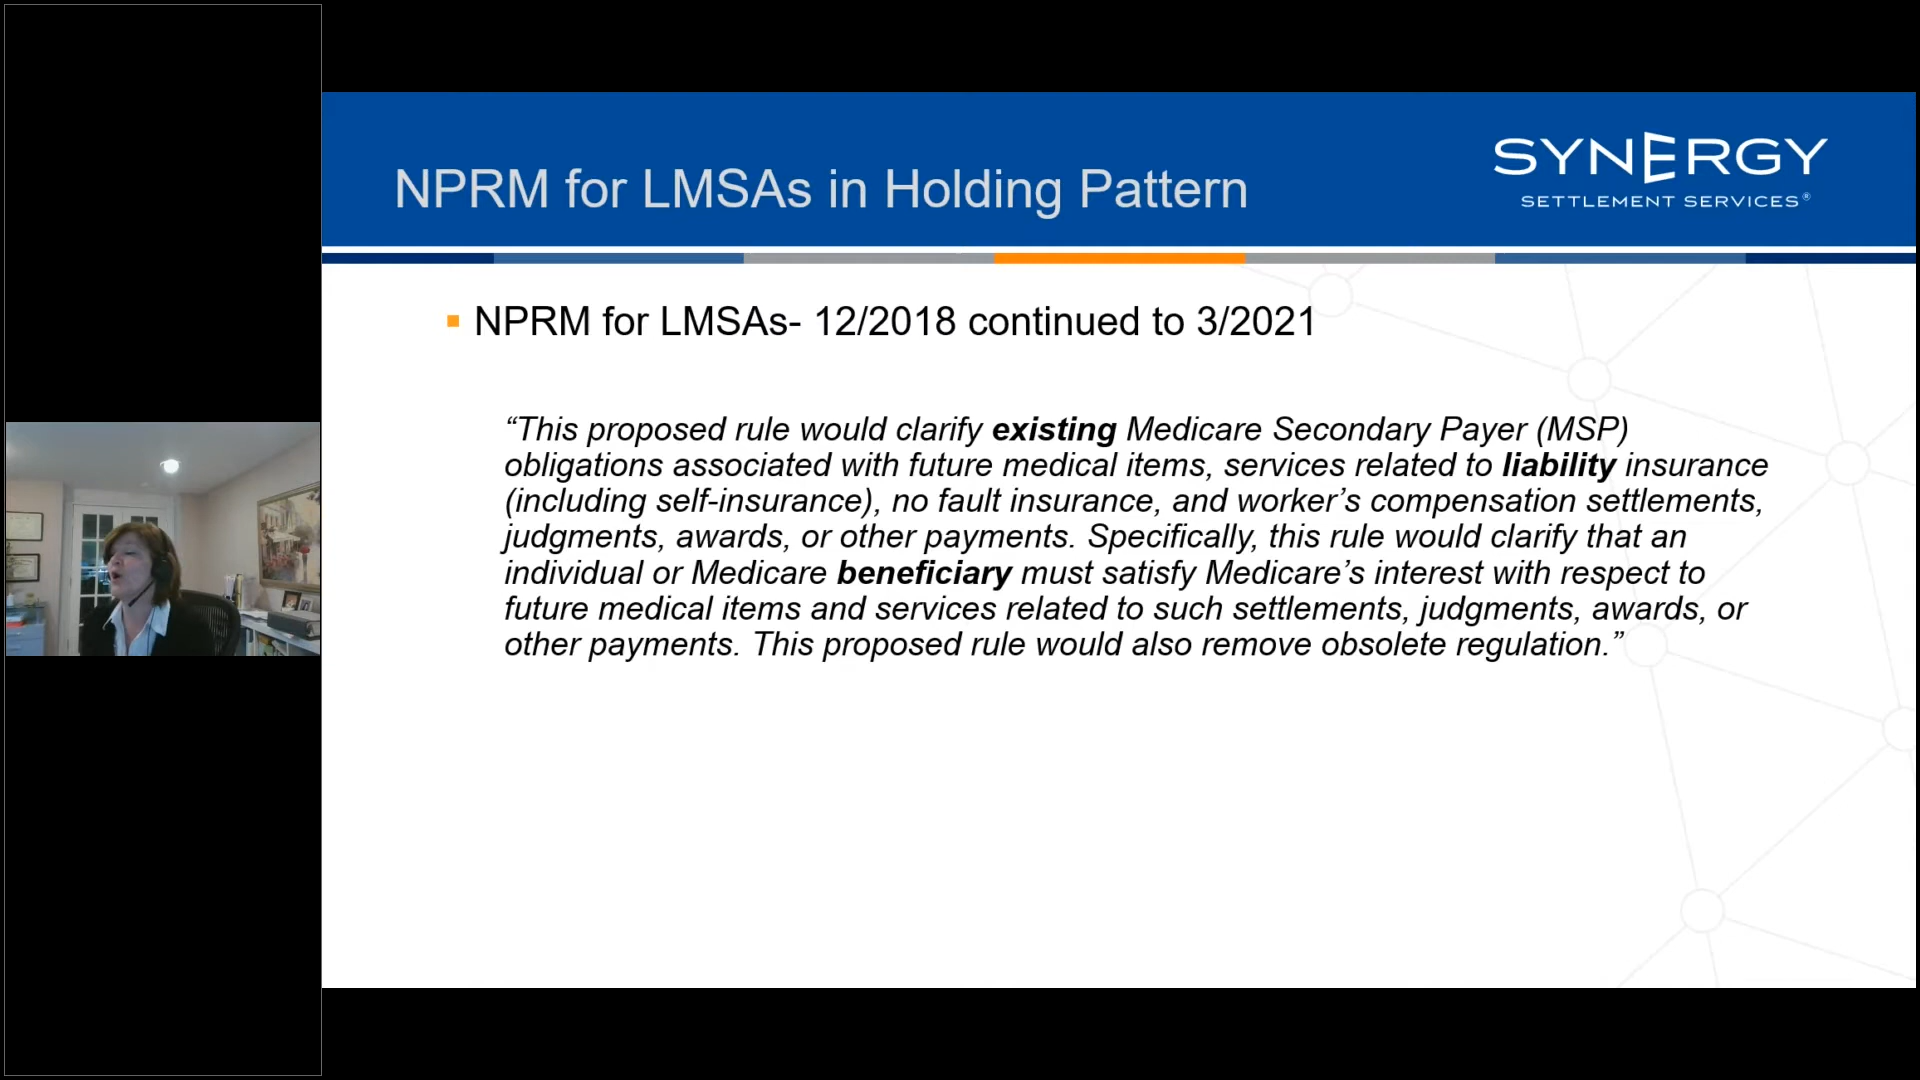 NPRM for LMSAs in Holding Pattern
SYNERGY
SETTLEMENT SERVICES®
▪ NPRM for LMSAs- 12/2018 continued to 3/2021
“This proposed rule would clarify existing Medicare Secondary Payer (MSP)
obligations associated with future medical items, services related to liability insurance
(including self-insurance), no fault insurance, and worker’s compensation settlements,
judgments, awards, or other payments. Specifically, this rule would clarify that an
individual or Medicare beneficiary must satisfy Medicare’s interest with respect to
future medical items and services related to such settlements, judgments, awards, or
other payments. This proposed rule would also remove obsolete regulation.”